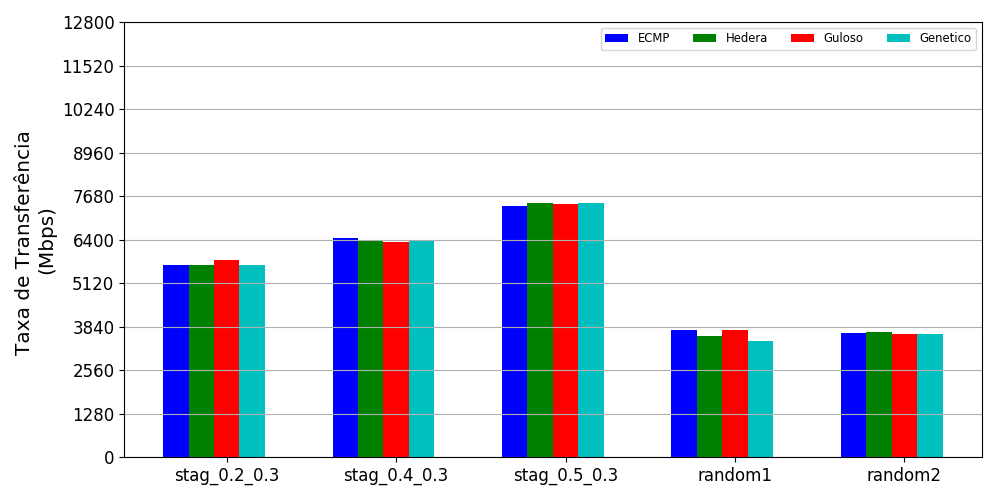 12800
11520
10240
8960
7680
6400
5120
3840
2560
1280
0
Taxa de Transferência
(Mbps)
ECMP Hedera Guloso Genetico
stag_0.2_0.3 stag_0.4_0.3 stag_0.5_0.3 random1 random2